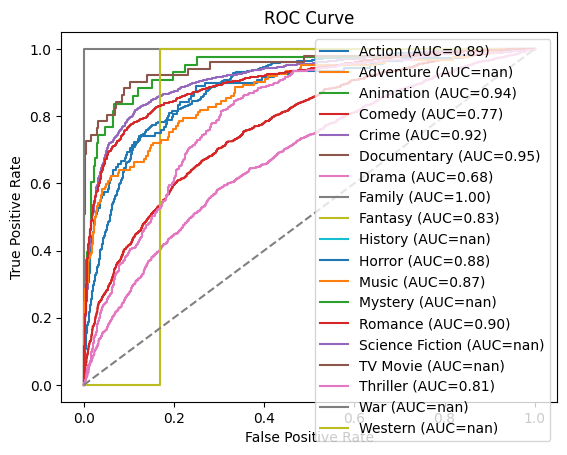 ROC Curve
True Positive Rate
1.0
0.8
0.6
0.4
0.2
0.0
Action (AUC=0.89)
Adventure (AUC=nan)
Animation (AUC=0.94)
Comedy (AUC=0.77)
Crime (AUC=0.92)
Documentary (AUC=0.95)
Drama (AUC=0.68)
Family (AUC=1.00)
Fantasy (AUC=0.83)
History (AUC=nan)
Horror (AUC=0.88)
Music (AUC=0.87)
Mystery (AUC=nan)
Romance (AUC=0.90)
Science Fiction (AUC=nan)
TV Movie (AUC=nan)
Thriller (AUC=0.81)
War (AUC=nan)
Western (AUC=nan)
0.0 0.2 0.4 0.6 0.8 1.0
False Positive Rate